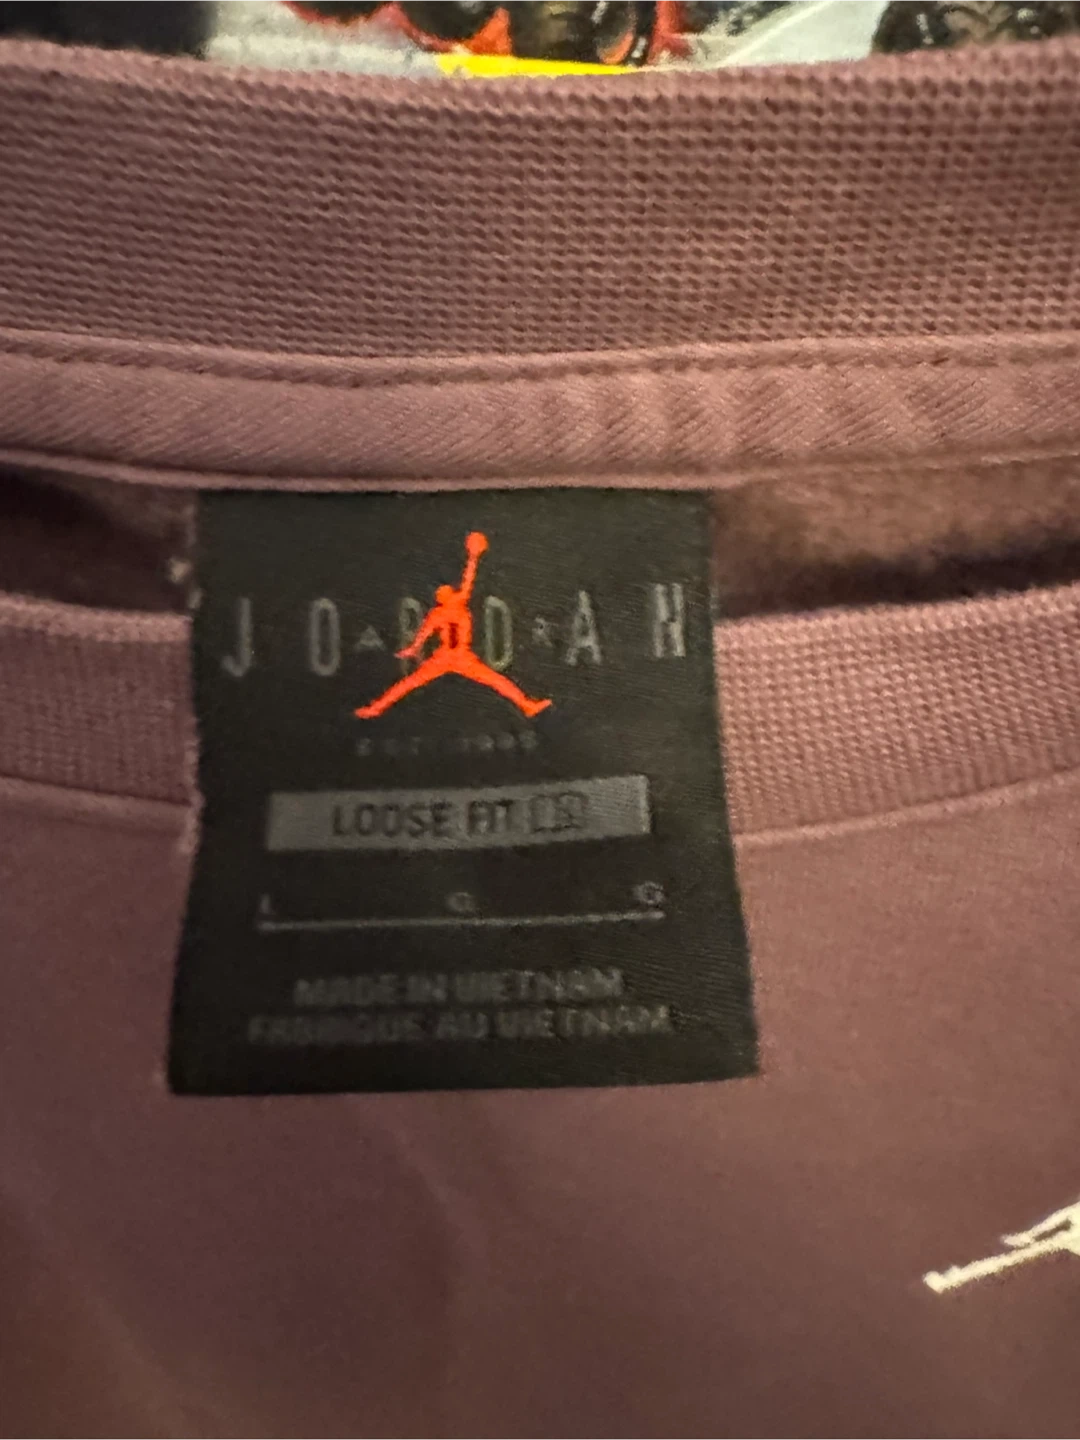 JORDAN
LOOSE FIT
L G G
MADE IN VIETNAM
FABRIQUÉ AU VIETNAM